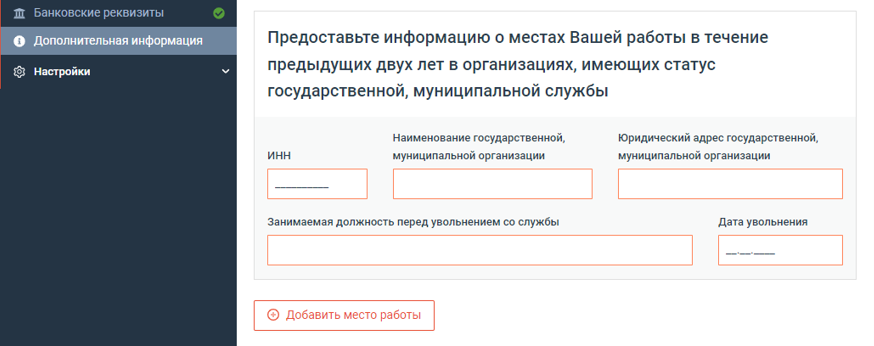 Банковские реквизиты
Дополнительная информация
Настройки
Предоставьте информацию о местах Вашей работы в течение
предыдущих двух лет в организациях, имеющих статус
государственной, муниципальной службы
ИНН
__________
Наименование государственной,
муниципальной организации
Юридический адрес государственной,
муниципальной организации
Занимаемая должность перед увольнением со службы
Дата увольнения
__.__.____
Добавить место работы